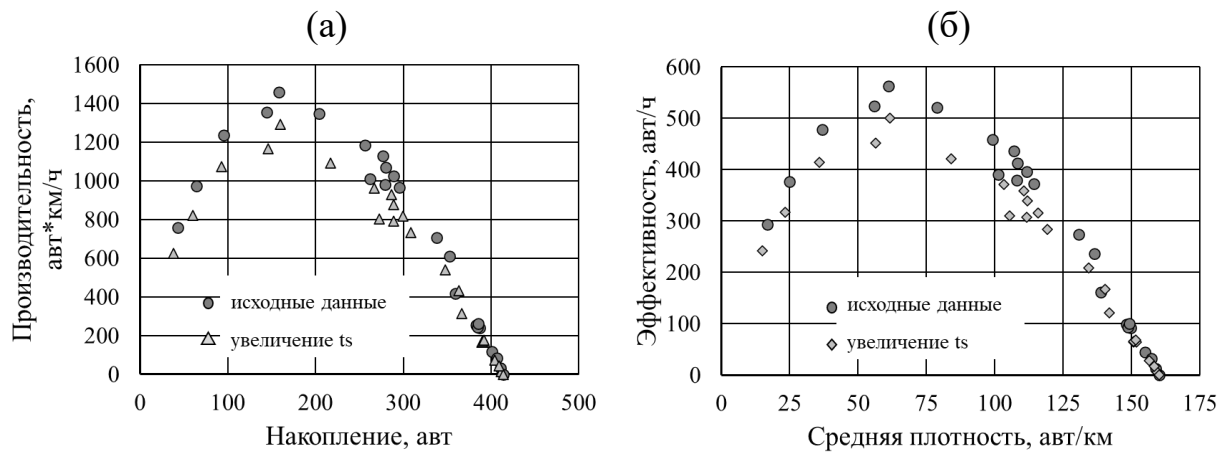 (а)
Производительность,
авт*км/ч
1600
1400
1200
1000
800
600
400
200
0
исходные данные
увеличение ts
0 100 200 300 400 500
Накопление, авт
(б)
Эффективность, авт/ч
600
500
400
300
200
100
0
исходные данные
увеличение ts
0 25 50 75 100 125 150 175
Средняя плотность, авт/км